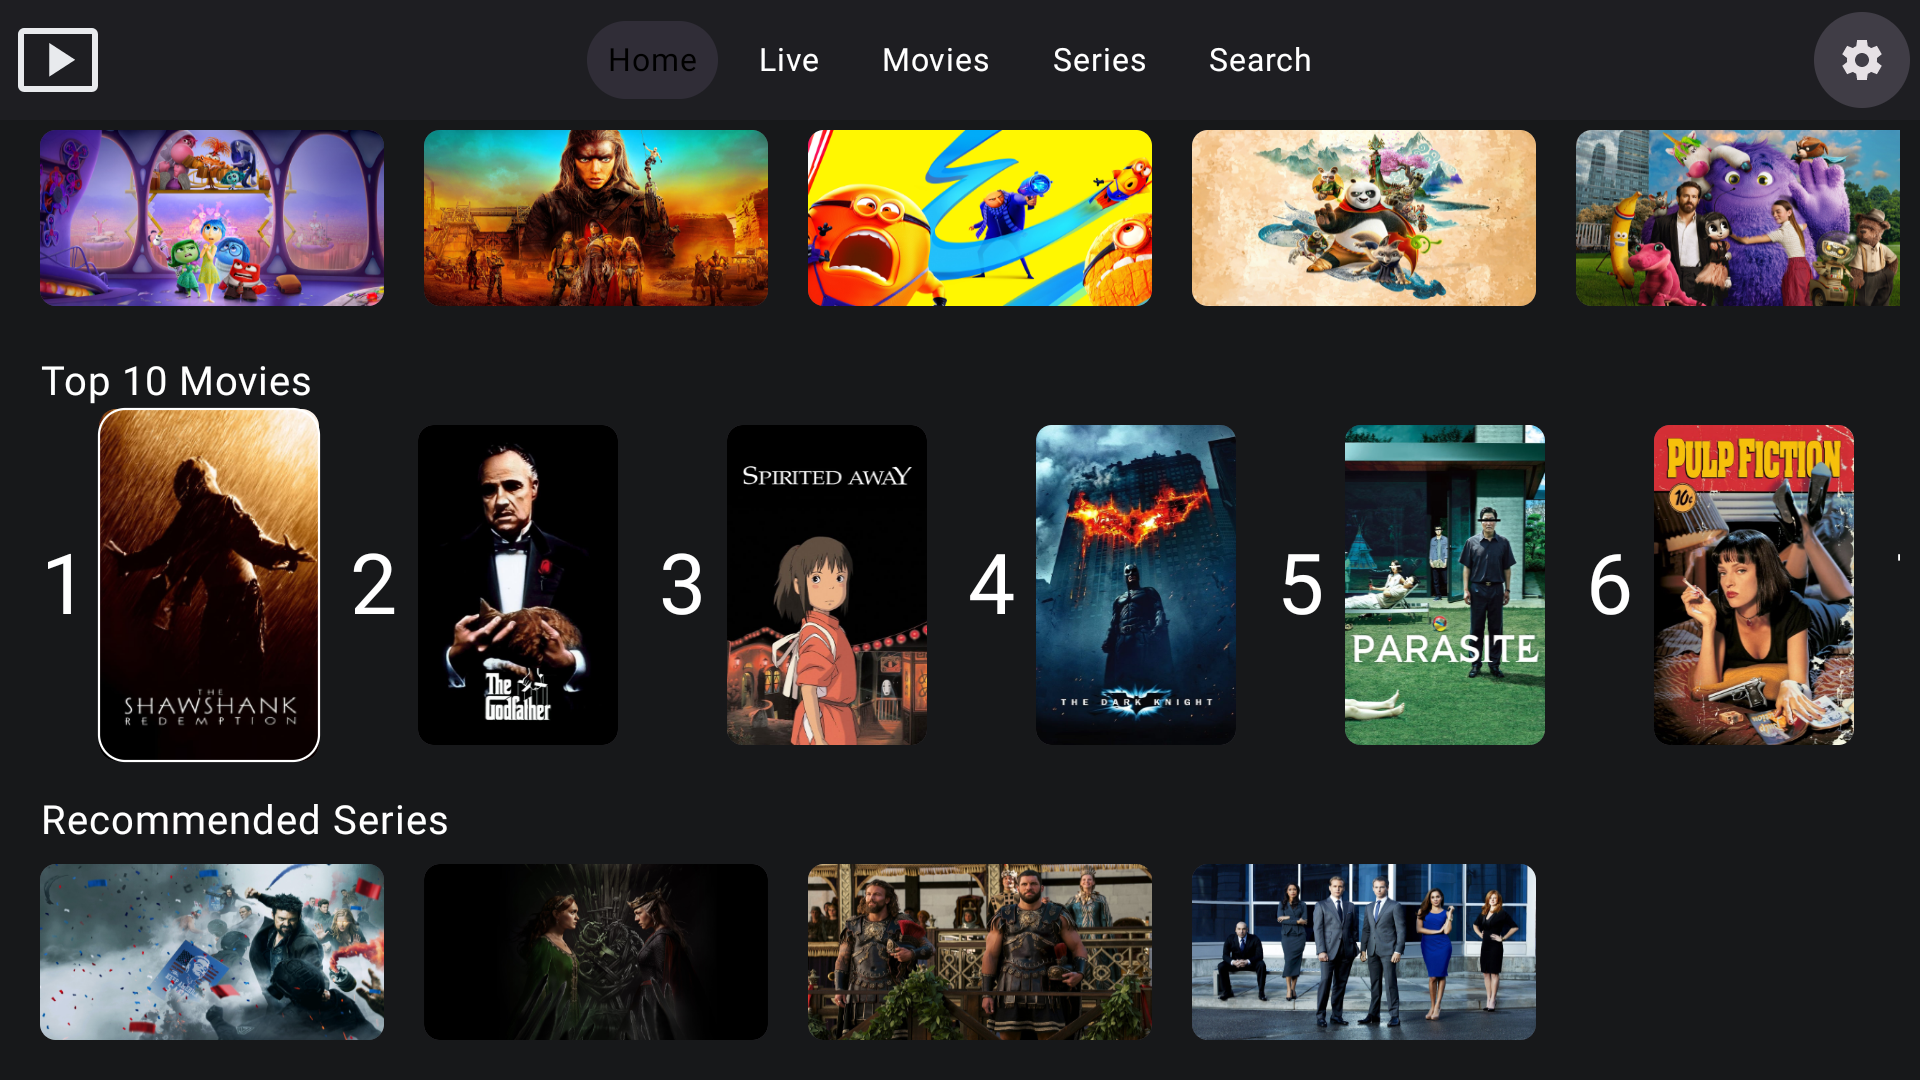 Home
Live
Movies
Series
Search
Top 10 Movies
1
THE
SHAWSHANK
REDEMPTION
2
The
Godfather
3
SPIRITED AWAY
4
THE DARK KNIGHT
5
PARASITE
6
PULP FICTION
10¢
Recommended Series